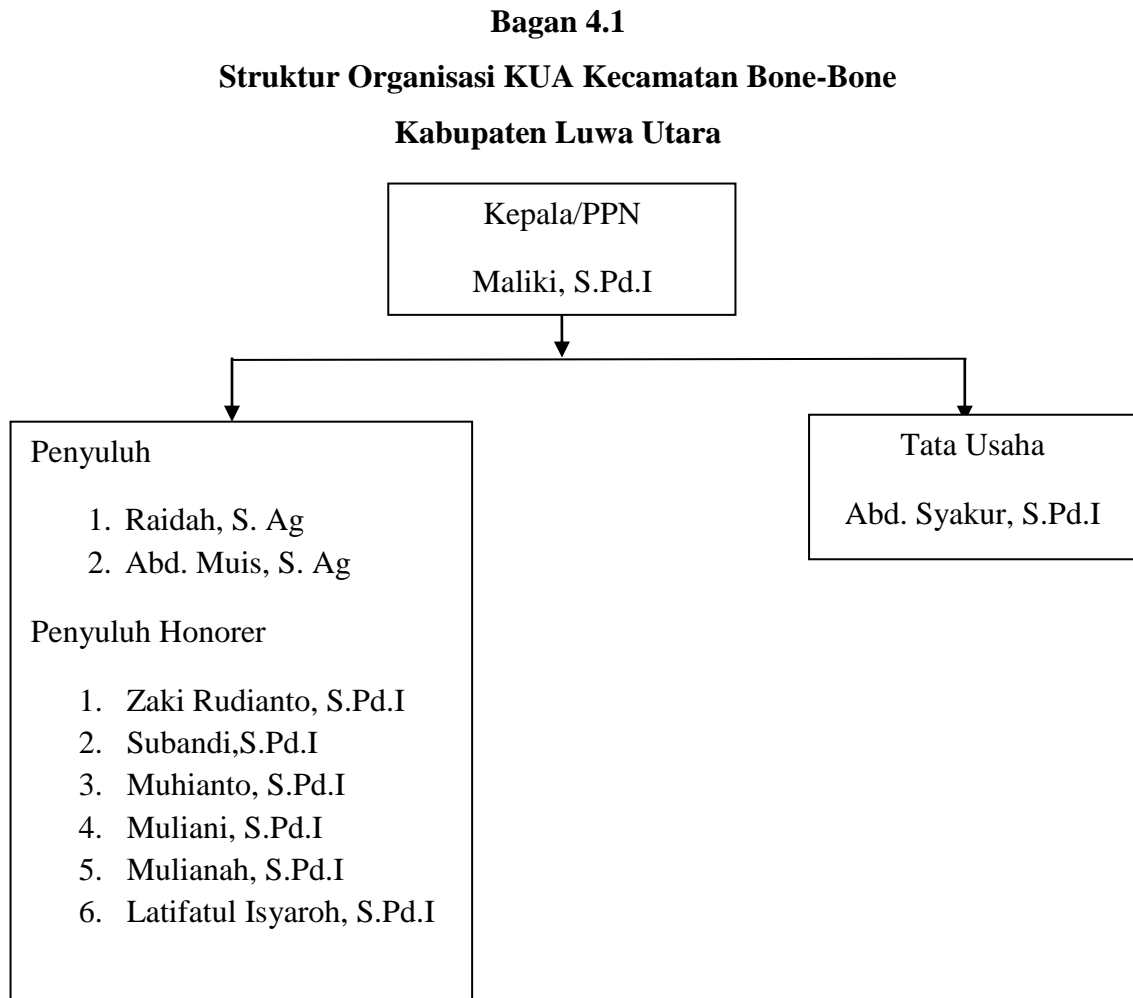 Bagan 4.1
Struktur Organisasi KUA Kecamatan Bone-Bone
Kabupaten Luwa Utara
Kepala/PPN
Maliki, S.Pd.I
Penyuluh
1. Raidah, S. Ag
2. Abd. Muis, S. Ag
Penyuluh Honorer
1. Zaki Rudianto, S.Pd.I
2. Subandi,S.Pd.I
3. Muhianto, S.Pd.I
4. Muliani, S.Pd.I
5. Mulianah, S.Pd.I
6. Latifatul Isyaroh, S.Pd.I
Tata Usaha
Abd. Syakur, S.Pd.I